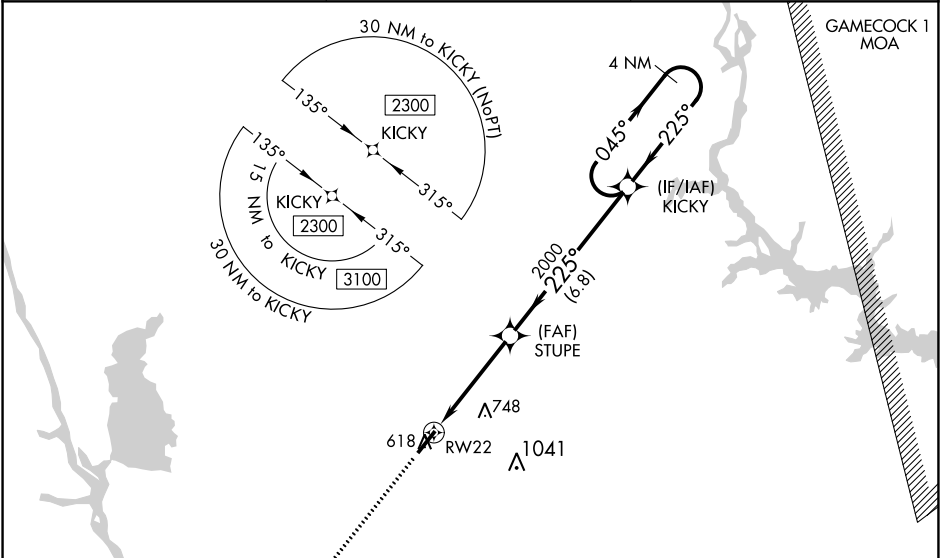 30 NM to KICKY (NoPT)
135°
2300
KICKY
315°
135°
15 NM to KICKY
KICKY
2300
315°
3100
30 NM to KICKY
4 NM
045°
225°
(IF/IAF)
KICKY
2000
225°
(6.8)
(FAF)
STUPE
748
618
RW22
1041
GAMECOCK 1
MOA